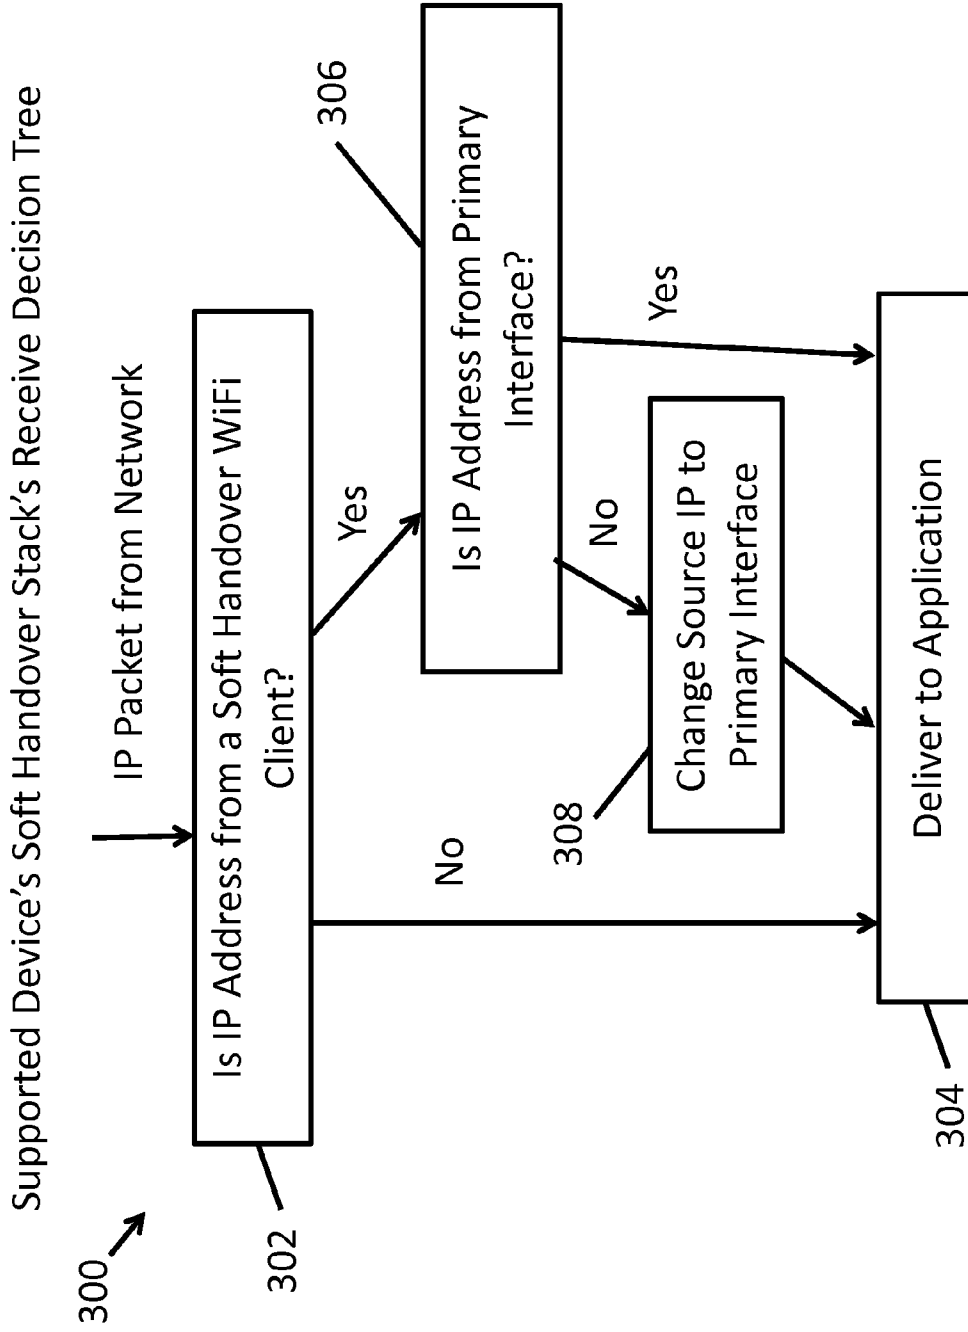 Supported Device's Soft Handover Stack's Receive Decision Tree
300
IP Packet from Network
302
Is IP Address from a Soft Handover WiFi
Client?
Yes
306
Is IP Address from Primary
Interface?
No
No
Yes
308
Change Source IP to
Primary Interface
304
Deliver to Application